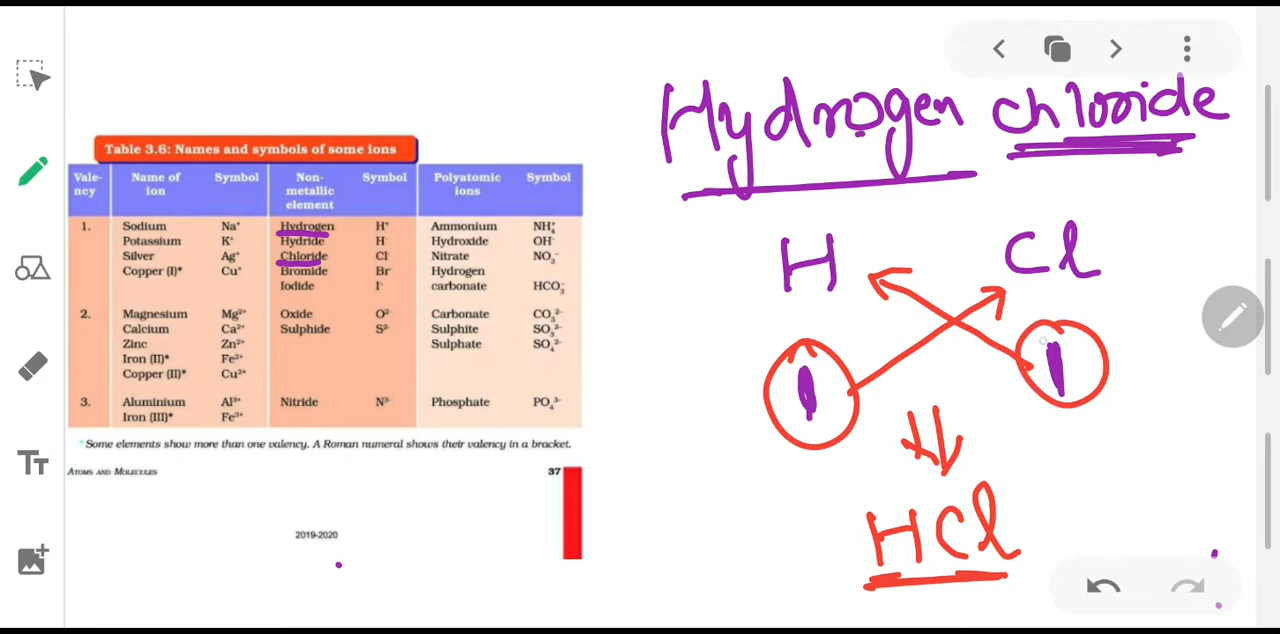 Hydrogen chloride
Table 3.6: Names and symbols of some ions
Vale-ncy Name of ion Symbol Non-metallic element Symbol Polyatomic ions Symbol
1. Sodium Na⁺ Hydrogen H⁺ Ammonium NH₄⁺
Potassium K⁺ Hydride H⁻ Hydroxide OH⁻
Silver Ag⁺ Chloride Cl⁻ Nitrate NO₃⁻
Copper (I)* Cu⁺ Bromide Br⁻ Hydrogen
Iodide I⁻ carbonate HCO₃⁻
2. Magnesium Mg²⁺ Oxide O²⁻ Carbonate CO₃²⁻
Calcium Ca²⁺ Sulphide S²⁻ Sulphite SO₃²⁻
Zinc Zn²⁺ Sulphate SO₄²⁻
Iron (II)* Fe²⁺
Copper (II)* Cu²⁺
3. Aluminium Al³⁺ Nitride N³⁻ Phosphate PO₄³⁻
Iron (III)* Fe³⁺
* Some elements show more than one valency. A Roman numeral shows their valency in a bracket.
ATOMS AND MOLECULES 37
2019-2020
H Cl
1 1
HCl
TT